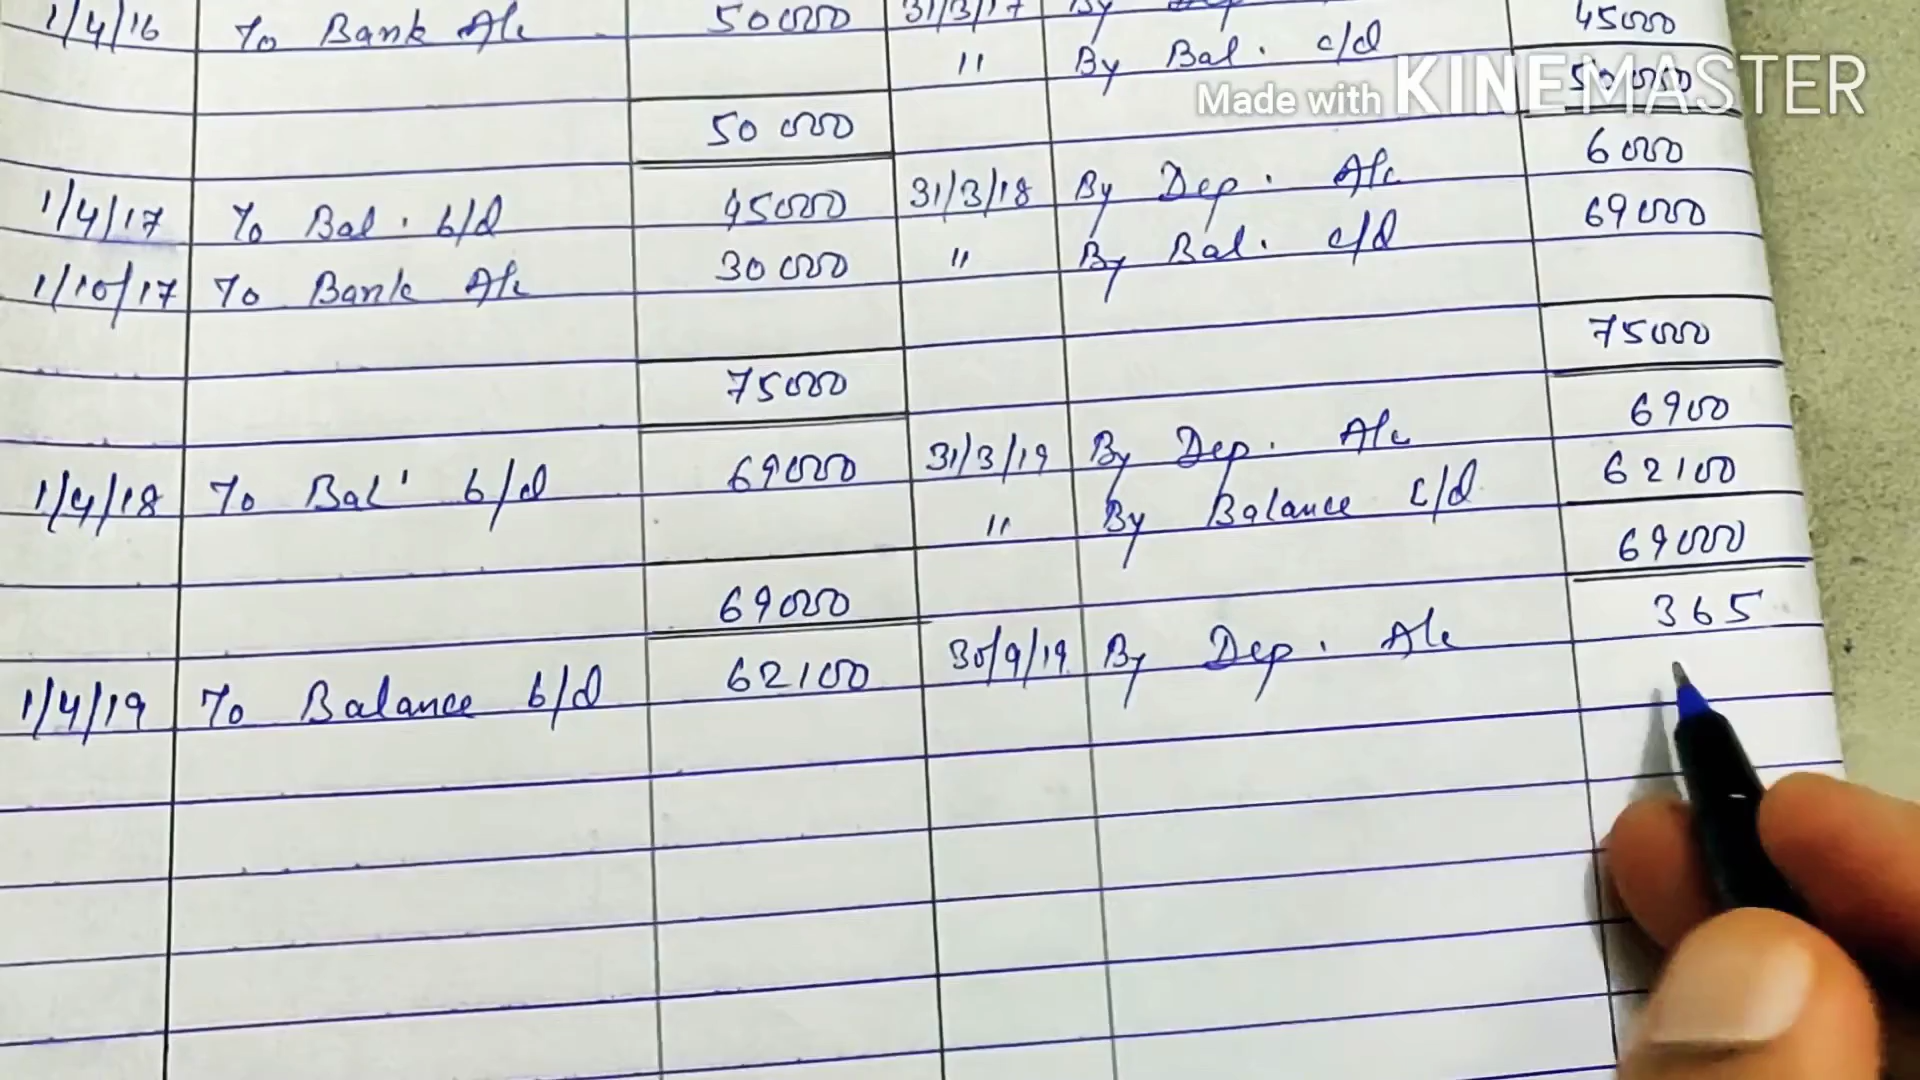 1/4/16 To Bank A/c 50000 31/3/17 By Dep 45000
" By Bal. c/d 50000
Made with KINEMASTER
50000
1/4/17 To Bal. b/d 45000 31/3/18 By Dep. A/c 6000
1/10/17 To Bank A/c 30000 " By Bal. c/d 69000
75000 75000
1/4/18 To Bal' b/d 69000 31/3/19 By Dep. A/c 6900
" By Balance c/d 62100
69000 69000
1/4/19 To Balance b/d 62100 30/9/19 By Dep. A/c 365